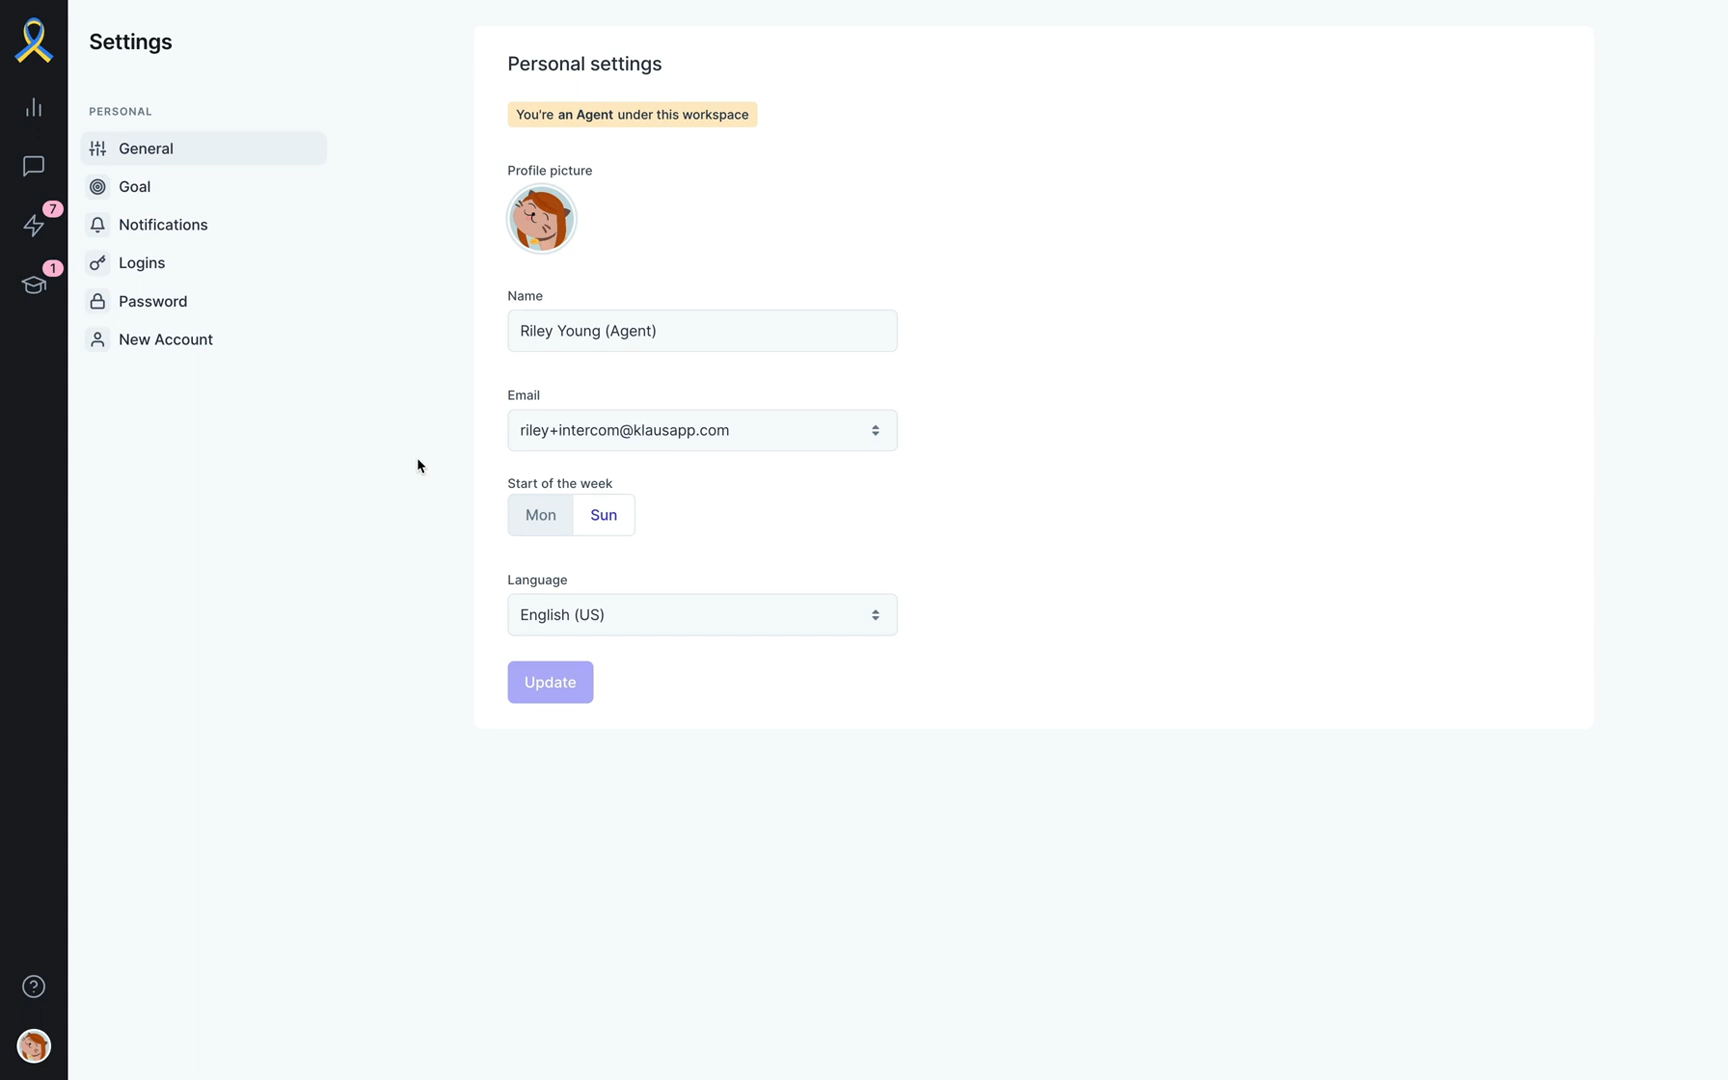 Settings
PERSONAL
General
Goal
Notifications
Logins
Password
New Account
7
1
Personal settings
You're an Agent under this workspace
Profile picture
Name
Riley Young (Agent)
Email
riley+intercom@klausapp.com
Start of the week
Mon Sun
Language
English (US)
Update